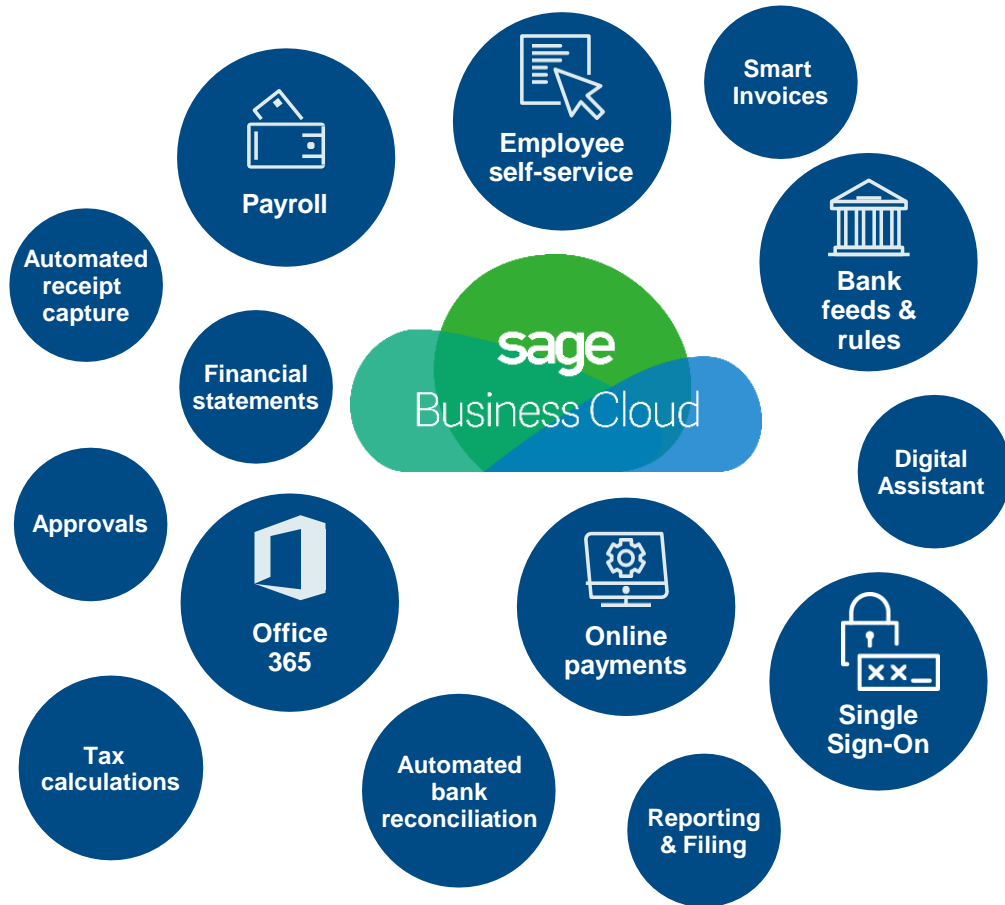 Smart
Invoices
Employee
self-service
Payroll
Automated
receipt
capture
Bank
feeds &
rules
sage
Business Cloud
Financial
statements
Digital
Assistant
Approvals
Office
365
Online
payments
xx_
Single
Sign-On
Tax
calculations
Automated
bank
reconciliation
Reporting
& Filing